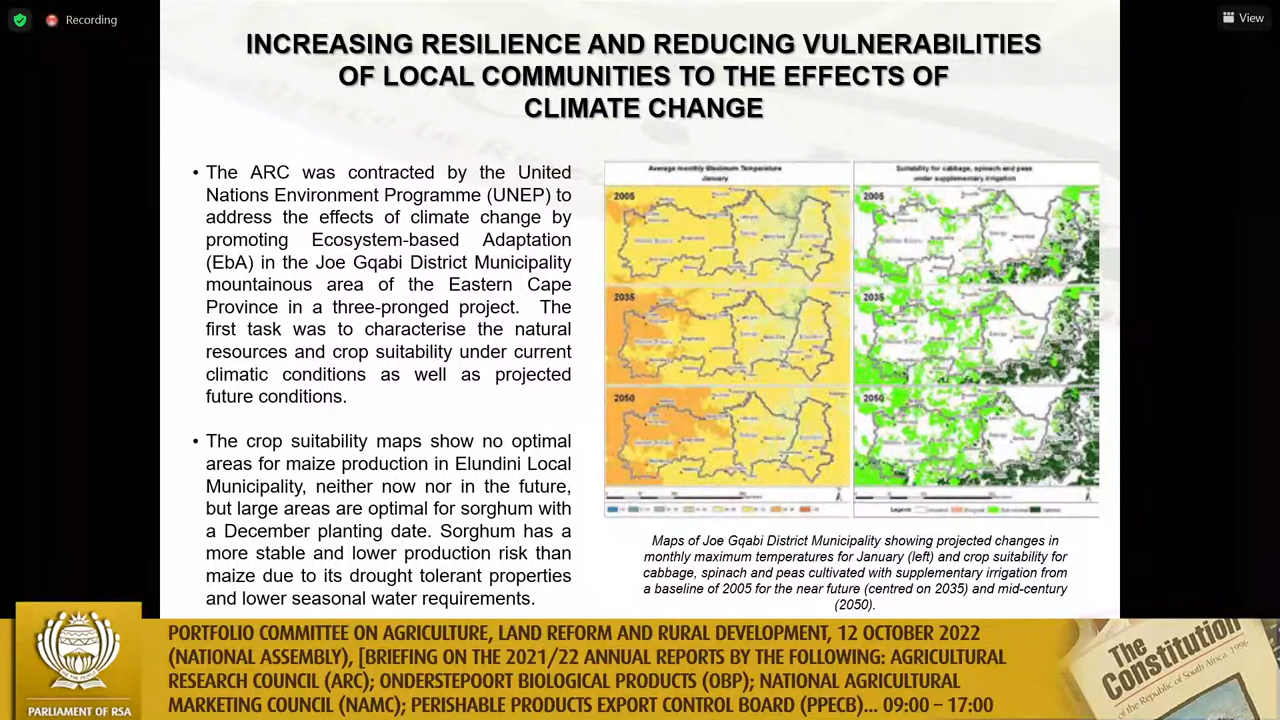 Recording
View
INCREASING RESILIENCE AND REDUCING VULNERABILITIES
OF LOCAL COMMUNITIES TO THE EFFECTS OF
CLIMATE CHANGE
• The ARC was contracted by the United
Nations Environment Programme (UNEP) to
address the effects of climate change by
promoting Ecosystem-based Adaptation
(EbA) in the Joe Gqabi District Municipality
mountainous area of the Eastern Cape
Province in a three-pronged project. The
first task was to characterise the natural
resources and crop suitability under current
climatic conditions as well as projected
future conditions.
• The crop suitability maps show no optimal
areas for maize production in Elundini Local
Municipality, neither now nor in the future,
but large areas are optimal for sorghum with
a December planting date. Sorghum has a
more stable and lower production risk than
maize due to its drought tolerant properties
and lower seasonal water requirements.
Average monthly Maximum Temperature
January
2005
2035
2050
Suitability for cabbage, spinach and peas
under supplementary irrigation
2005
2035
2050
Legend
Maps of Joe Gqabi District Municipality showing projected changes in
monthly maximum temperatures for January (left) and crop suitability for
cabbage, spinach and peas cultivated with supplementary irrigation from
a baseline of 2005 for the near future (centred on 2035) and mid-century
(2050).
PARLIAMENT OF RSA
PORTFOLIO COMMITTEE ON AGRICULTURE, LAND REFORM AND RURAL DEVELOPMENT, 12 OCTOBER 2022
(NATIONAL ASSEMBLY), [BRIEFING ON THE 2021/22 ANNUAL REPORTS BY THE FOLLOWING: AGRICULTURAL
RESEARCH COUNCIL (ARC); ONDERSTEPOORT BIOLOGICAL PRODUCTS (OBP); NATIONAL AGRICULTURAL
MARKETING COUNCIL (NAMC); PERISHABLE PRODUCTS EXPORT CONTROL BOARD (PPECB)... 09:00 – 17:00
The
Constitution
of the Republic of South Africa, 1996